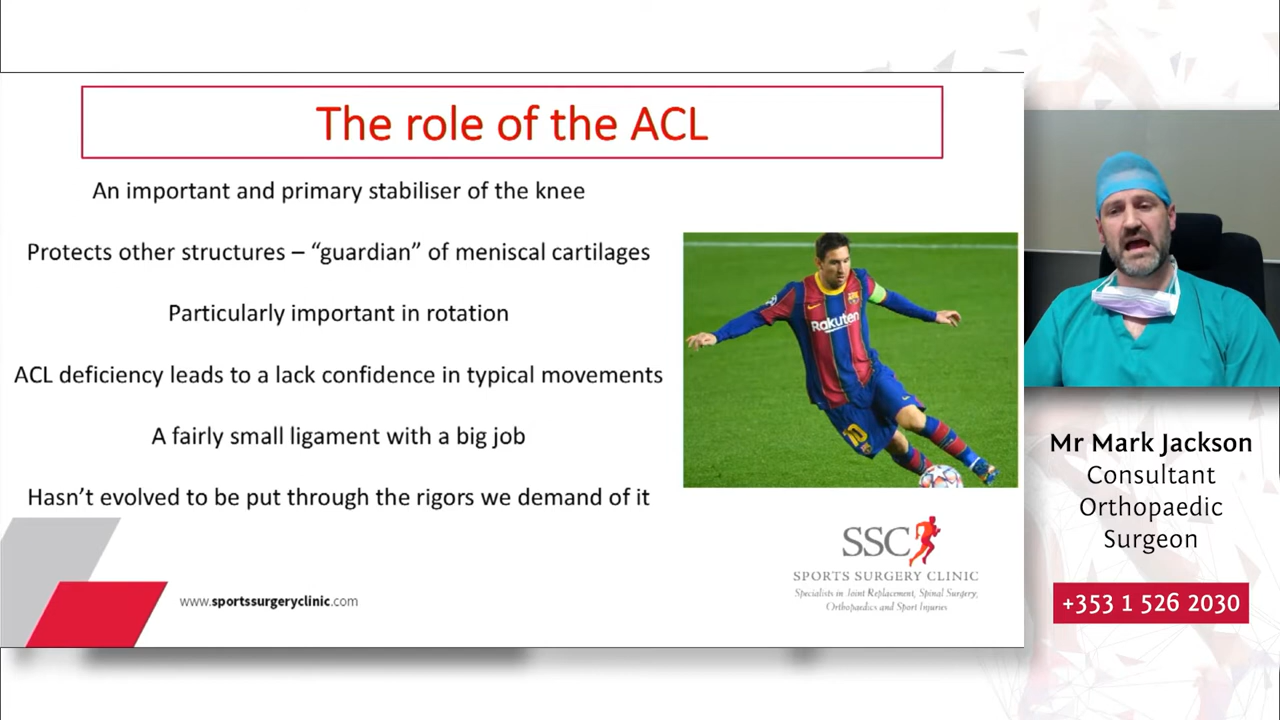 The role of the ACL
An important and primary stabiliser of the knee
Protects other structures – “guardian” of meniscal cartilages
Particularly important in rotation
ACL deficiency leads to a lack confidence in typical movements
A fairly small ligament with a big job
Hasn’t evolved to be put through the rigors we demand of it
Rakuten
10
SSC
SPORTS SURGERY CLINIC
Specialists in Joint Replacement, Spinal Surgery,
Orthopaedics and Sport Injuries
www.sportssurgeryclinic.com
Mr Mark Jackson
Consultant
Orthopaedic
Surgeon
+353 1 526 2030